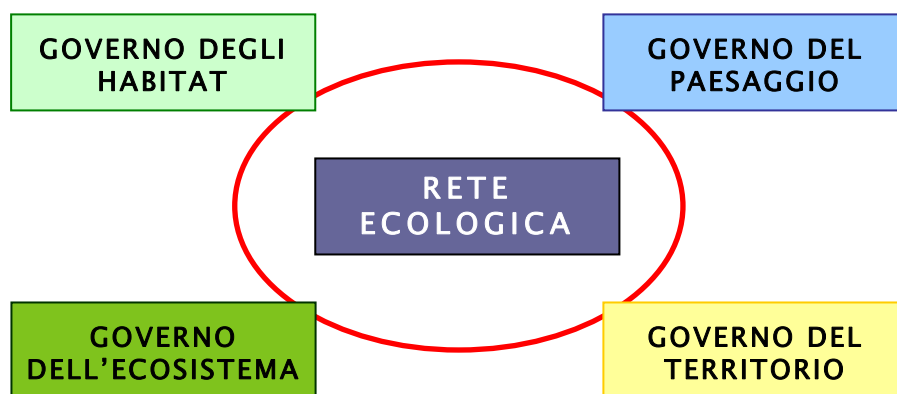 GOVERNO DEGLI
HABITAT
GOVERNO DEL
PAESAGGIO
RETE
ECOLOGICA
GOVERNO
DELL’ECOSISTEMA
GOVERNO DEL
TERRITORIO